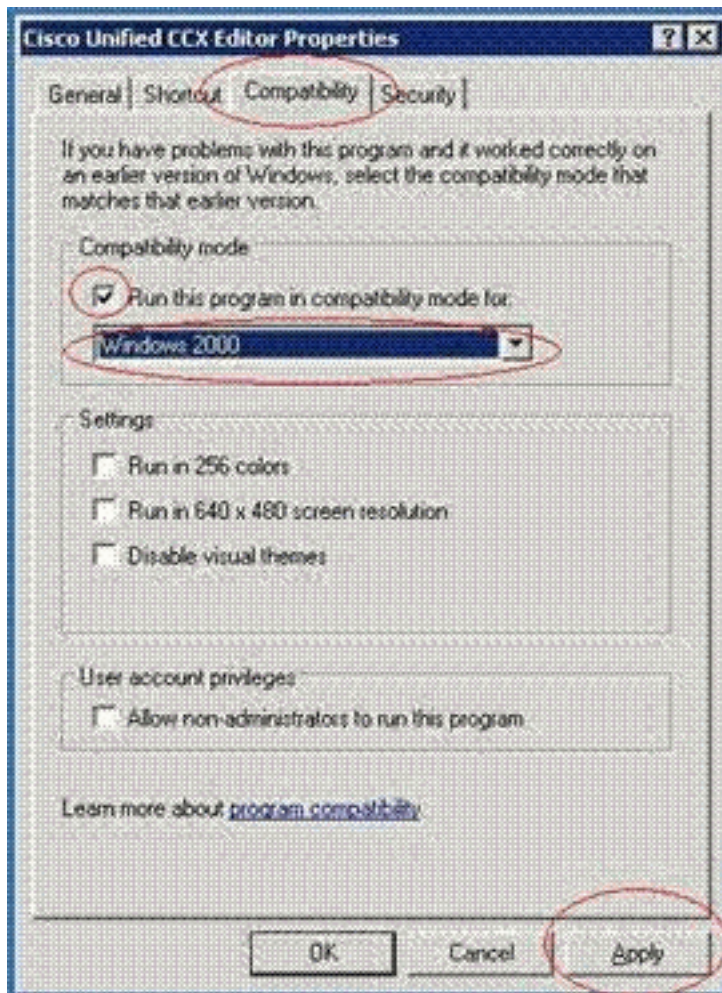 Cisco Unified CCX Editor Properties
General Shortcut Compatibility Security
If you have problems with this program and it worked correctly on
an earlier version of Windows, select the compatibility mode that
matches that earlier version.
Compatibility mode
Run this program in compatibility mode for:
Windows 2000
Settings
Run in 256 colors
Run in 640 x 480 screen resolution
Disable visual themes
User account privileges
Allow non-administrators to run this program
Learn more about program compatibility.
OK Cancel Apply